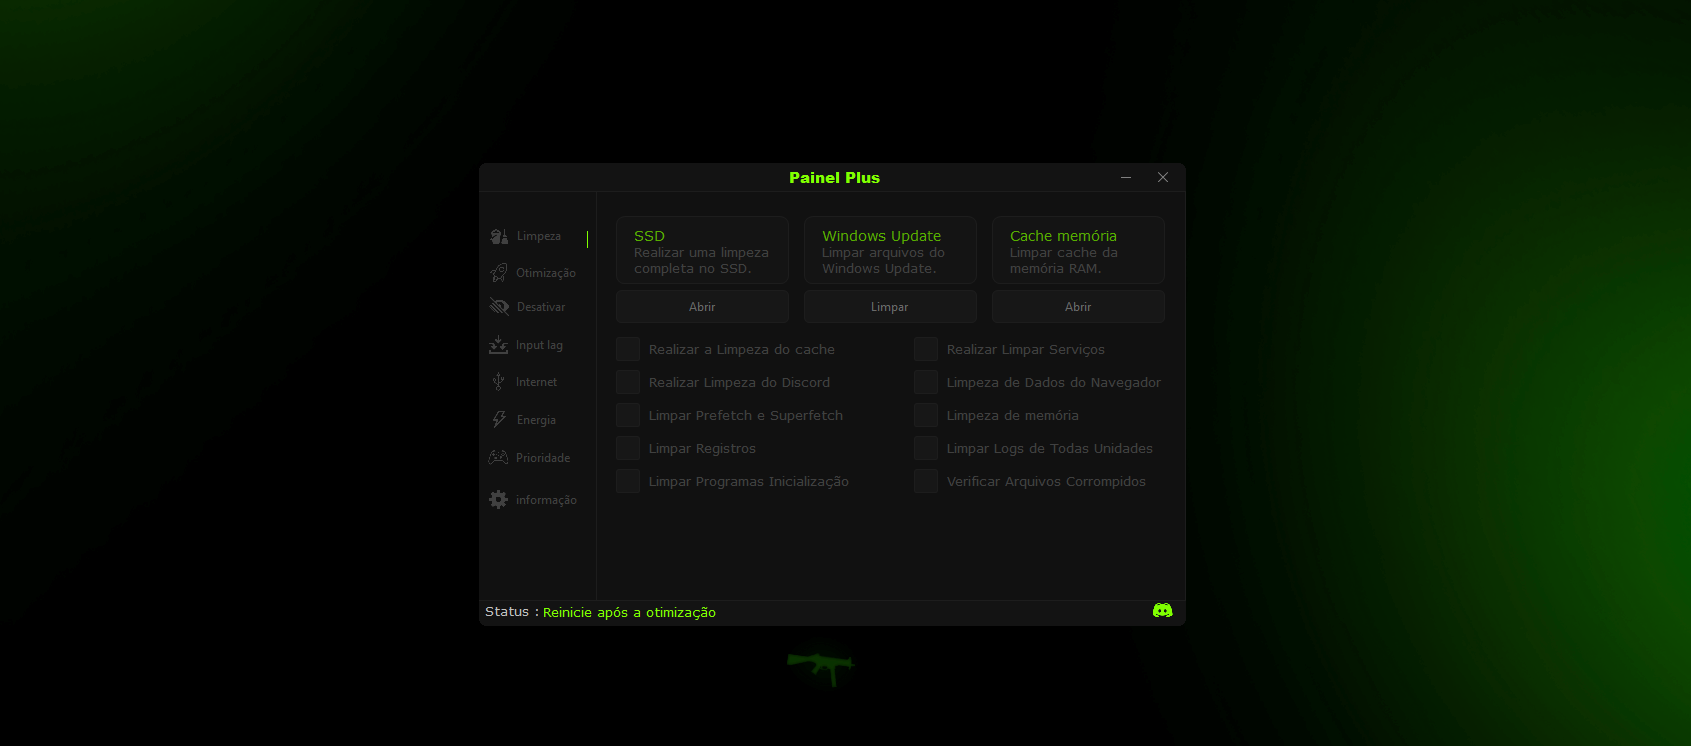 Painel Plus
Limpeza
Otimização
Desativar
Input lag
Internet
Energia
Prioridade
informação
SSD
Realizar uma limpeza
completa no SSD.
Abrir
Windows Update
Limpar arquivos do
Windows Update.
Limpar
Cache memória
Limpar cache da
memória RAM.
Abrir
Realizar a Limpeza do cache
Realizar Limpeza do Discord
Limpar Prefetch e Superfetch
Limpar Registros
Limpar Programas Inicialização
Realizar Limpar Serviços
Limpeza de Dados do Navegador
Limpeza de memória
Limpar Logs de Todas Unidades
Verificar Arquivos Corrompidos
Status : Reinicie após a otimização